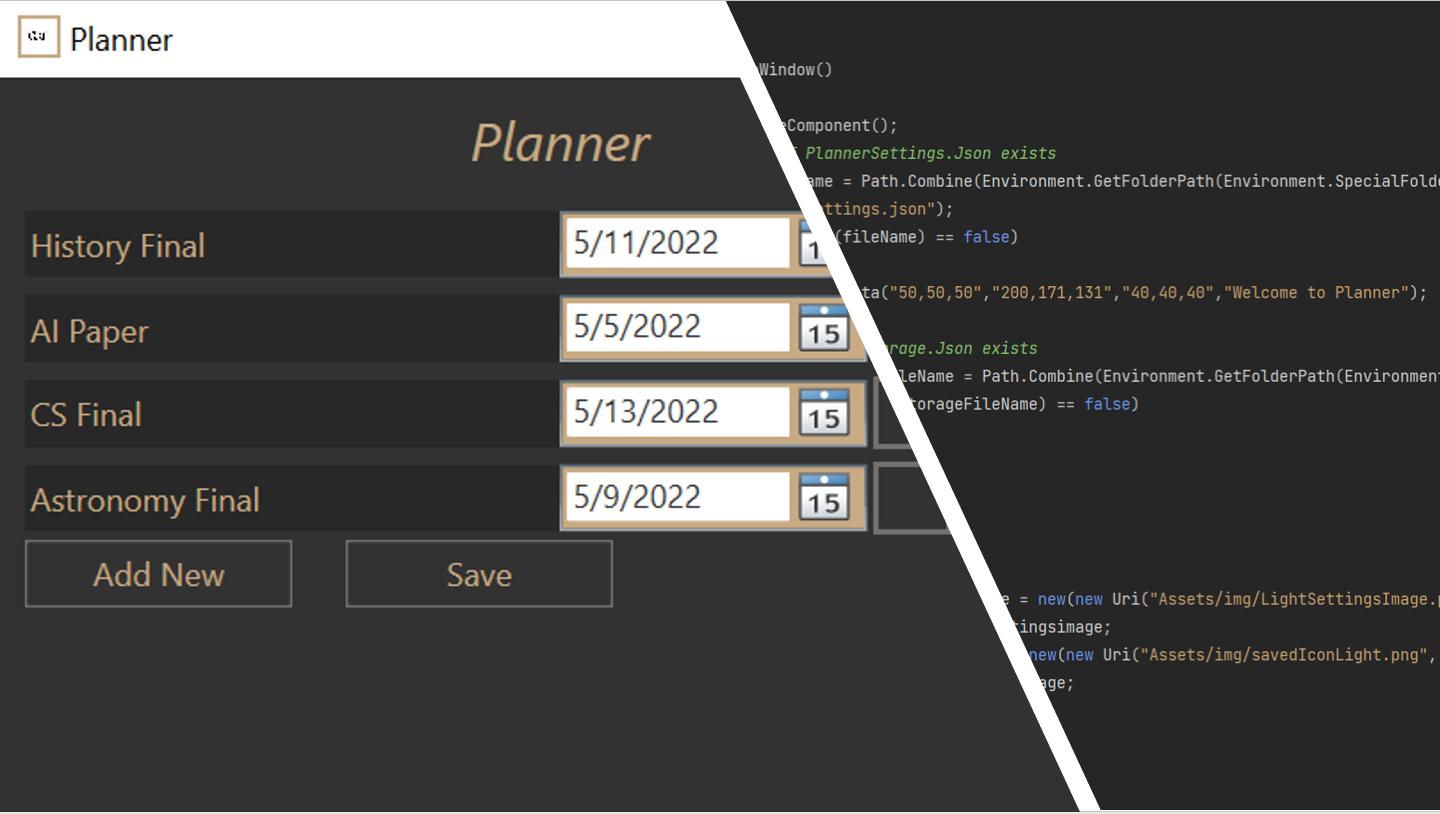 Planner
Planner
History Final
5/11/2022
AI Paper
5/5/2022
15
CS Final
5/13/2022
15
Astronomy Final
5/9/2022
15
Add New
Save
Window()
eComponent();
PlannerSettings.Json exists
ame = Path.Combine(Environment.GetFolderPath(Environment.SpecialFolde
ttings.json");
(fileName) == false)
ta("50,50,50","200,171,131","40,40,40","Welcome to Planner");
orage.Json exists
leName = Path.Combine(Environment.GetFolderPath(Environment
torageFileName) == false)
e = new(new Uri("Assets/img/LightSettingsImage.p
tingsimage;
new(new Uri("Assets/img/savedIconLight.png",
age;